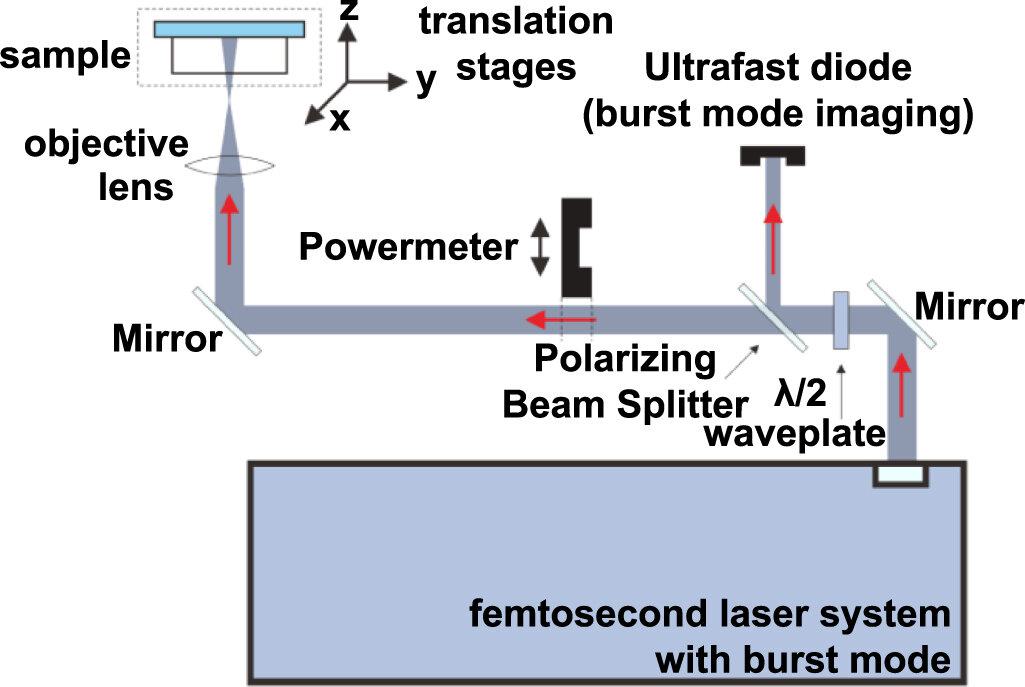 z
translation
stages
sample
y
x
Ultrafast diode
(burst mode imaging)
objective
lens
Powermeter
Mirror
Mirror
Polarizing
Beam Splitter
λ/2
waveplate
femtosecond laser system
with burst mode